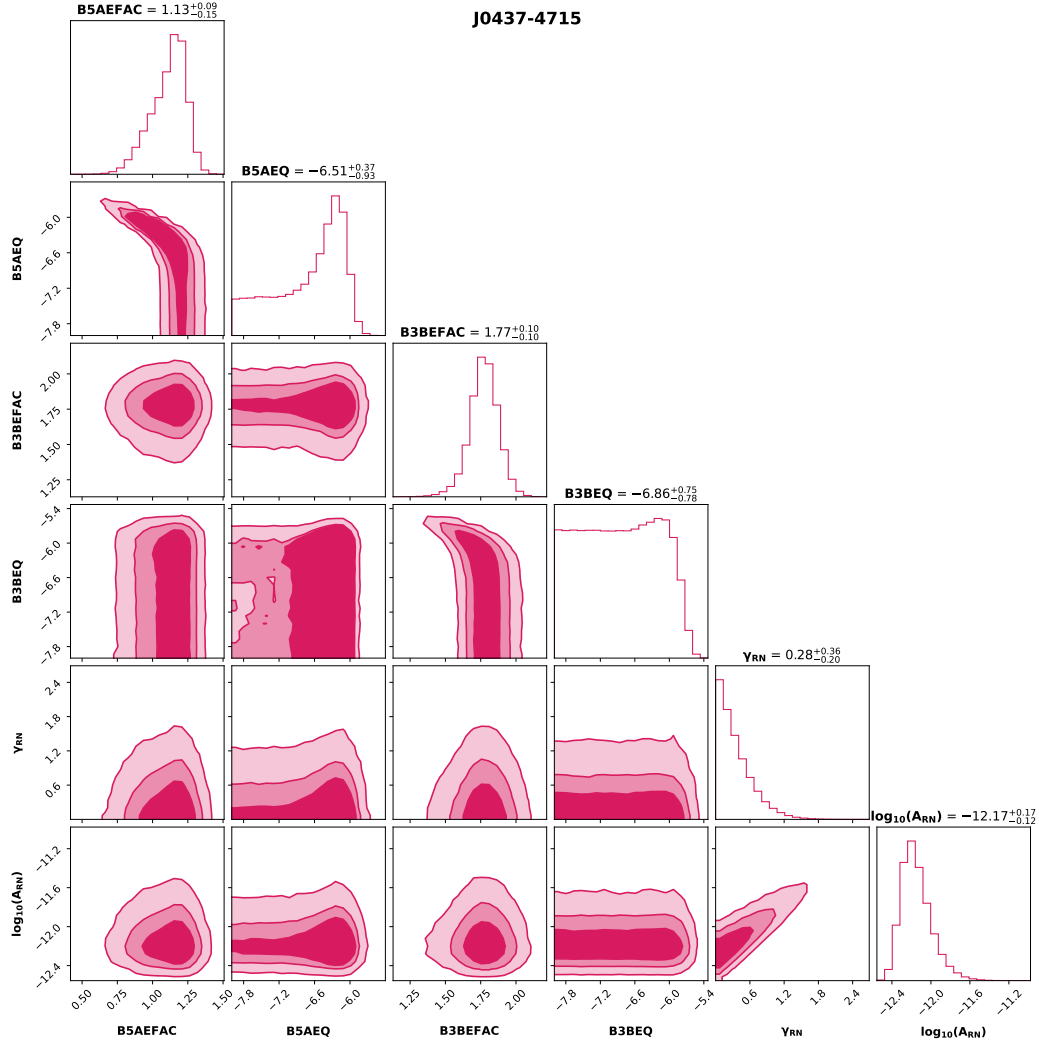 J0437-4715
B5AEFAC = 1.13+0.09−0.15
B5AEQ = −6.51+0.37−0.93
−6.0
−6.6
−7.2
−7.8
B5AEQ
B3BEFAC = 1.77+0.10−0.10
2.00
1.75
1.50
1.25
B3BEFAC
B3BEQ = −6.86+0.75−0.78
−5.4
−6.0
−6.6
−7.2
−7.8
B3BEQ
γRN = 0.28+0.36−0.20
2.4
1.8
1.2
0.6
γRN
log10(ARN) = −12.17+0.17−0.12
−11.2
−11.6
−12.0
−12.4
log10(ARN)
0.50 0.75 1.00 1.25 1.50 −7.8 −7.2 −6.6 −6.0 1.25 1.50 1.75 2.00 −7.8 −7.2 −6.6 −6.0 −5.4 0.6 1.2 1.8 2.4 −12.4 −12.0 −11.6 −11.2
B5AEFAC B5AEQ B3BEFAC B3BEQ γRN log10(ARN)